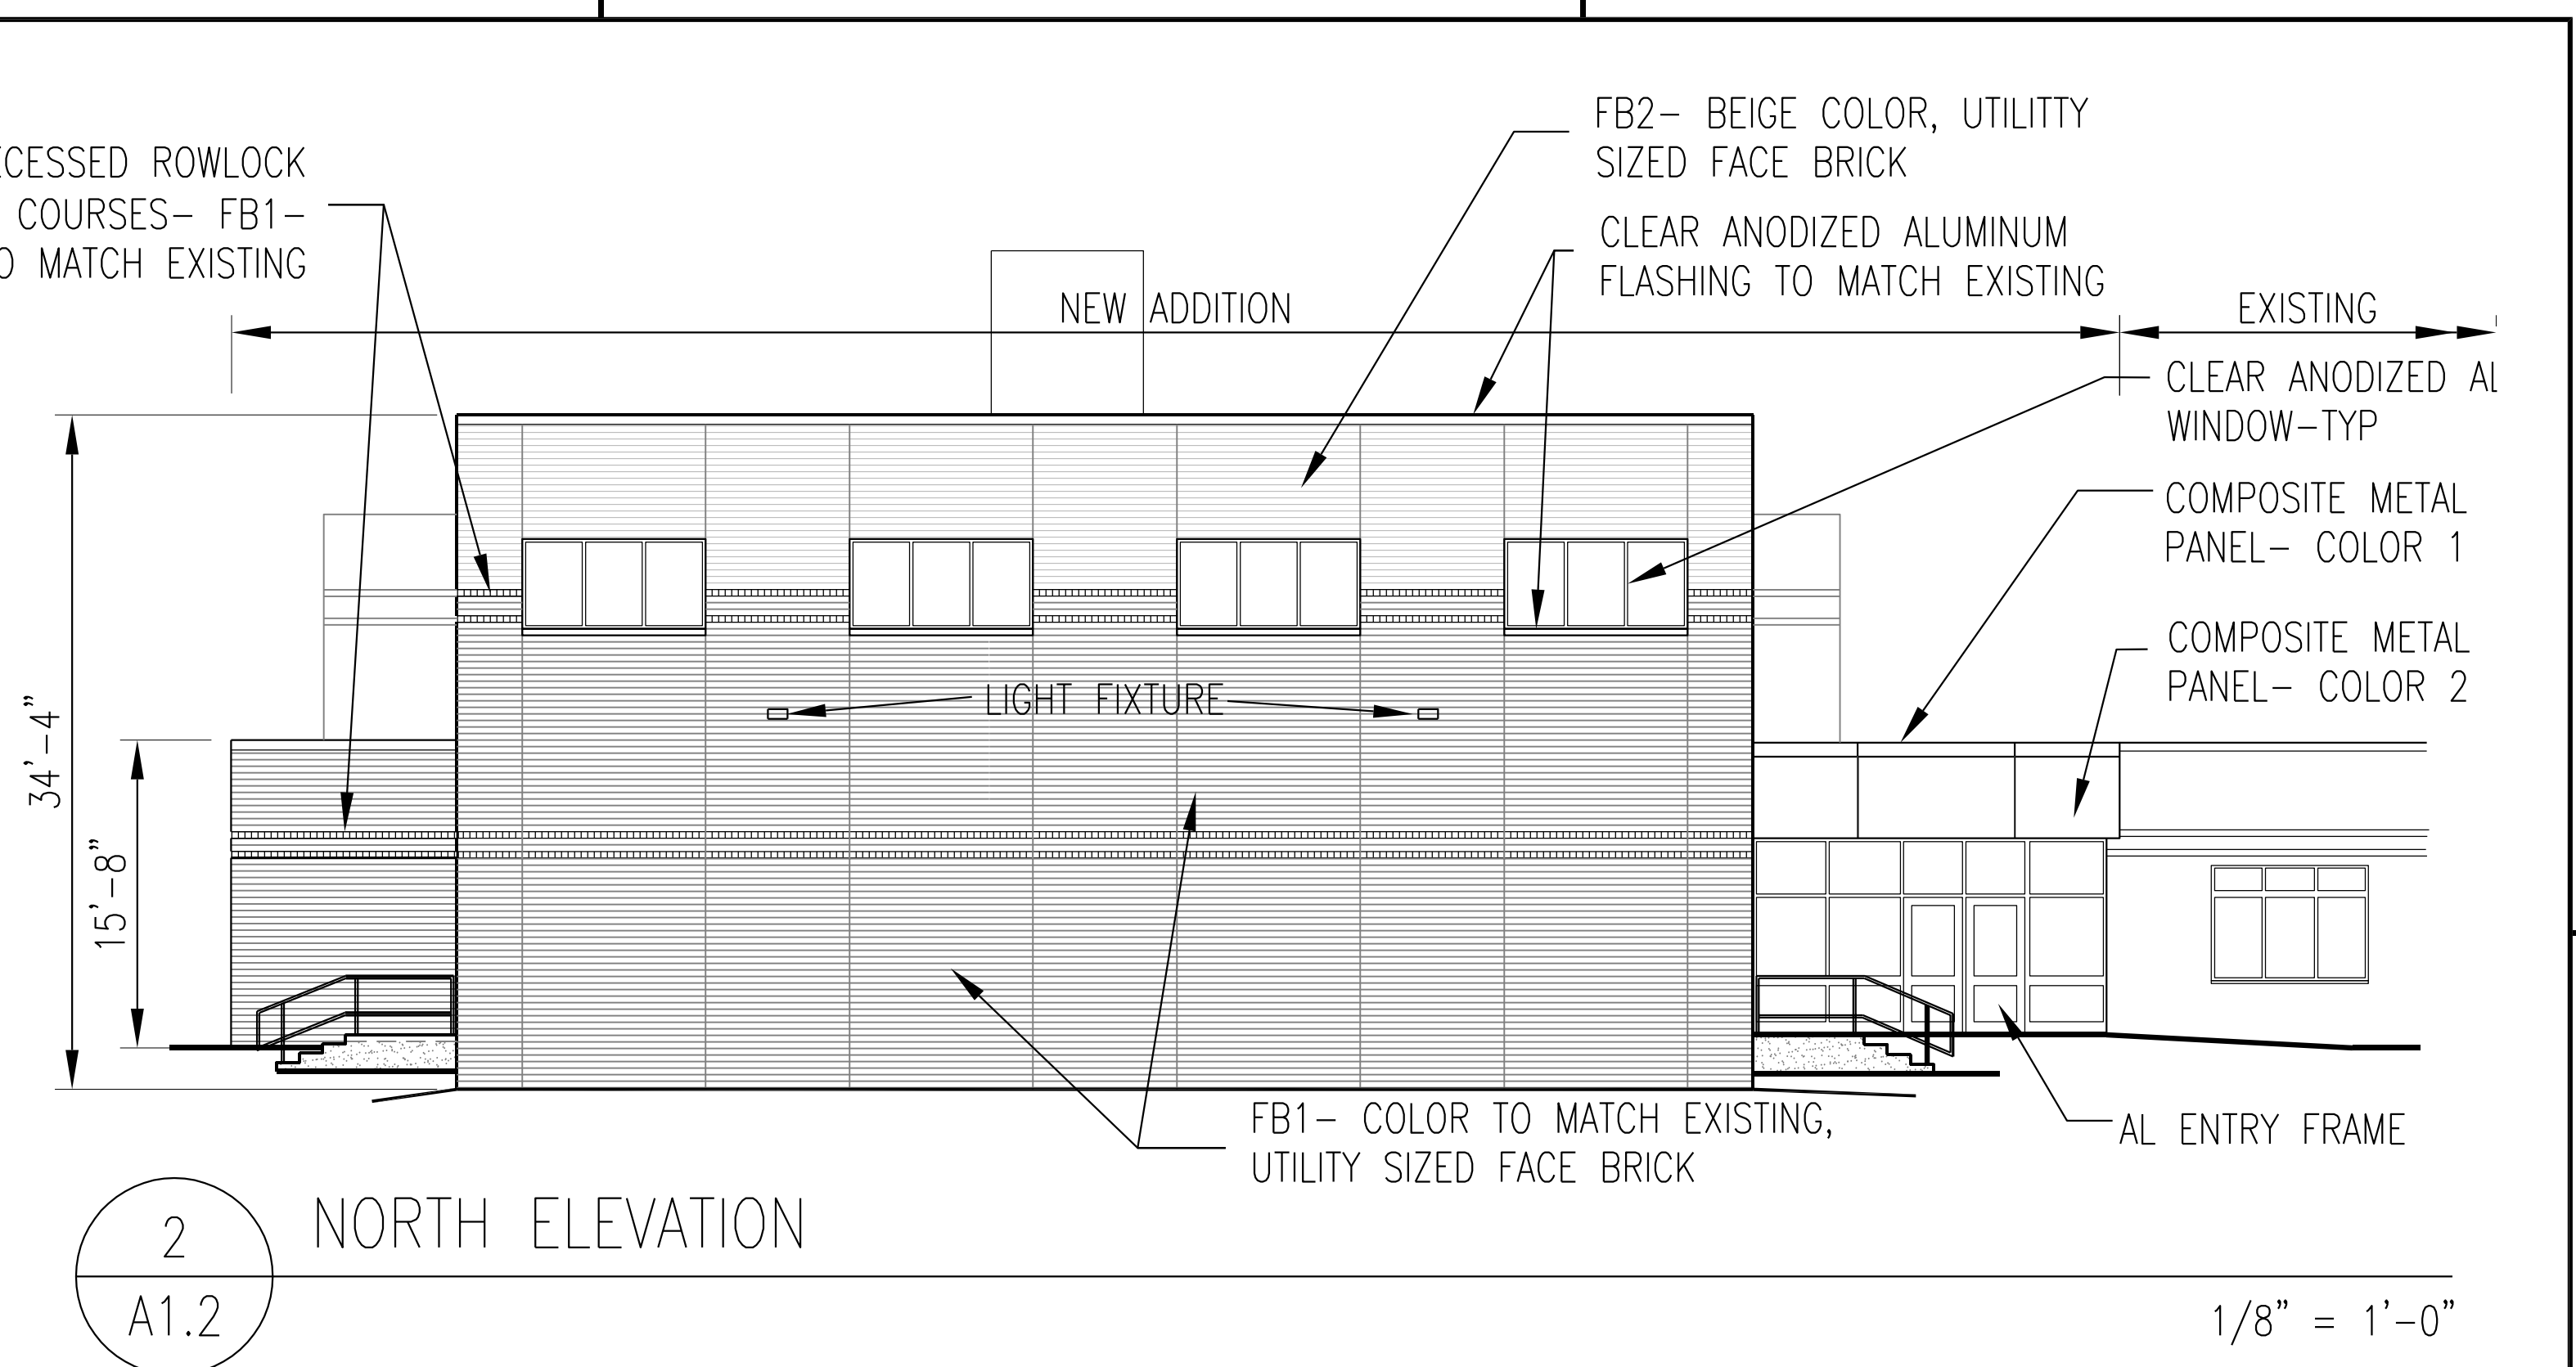 ECESSED ROWLOCK
COURSES- FB1-
O MATCH EXISTING
FB2- BEIGE COLOR, UTILITTY
SIZED FACE BRICK
CLEAR ANODIZED ALUMINUM
FLASHING TO MATCH EXISTING
NEW ADDITION
EXISTING
CLEAR ANODIZED AL
WINDOW-TYP
COMPOSITE METAL
PANEL- COLOR 1
COMPOSITE METAL
PANEL- COLOR 2
LIGHT FIXTURE
34'-4"
15'-8"
FB1- COLOR TO MATCH EXISTING,
UTILITY SIZED FACE BRICK
AL ENTRY FRAME
2
NORTH ELEVATION
A1.2
1/8" = 1'-0"